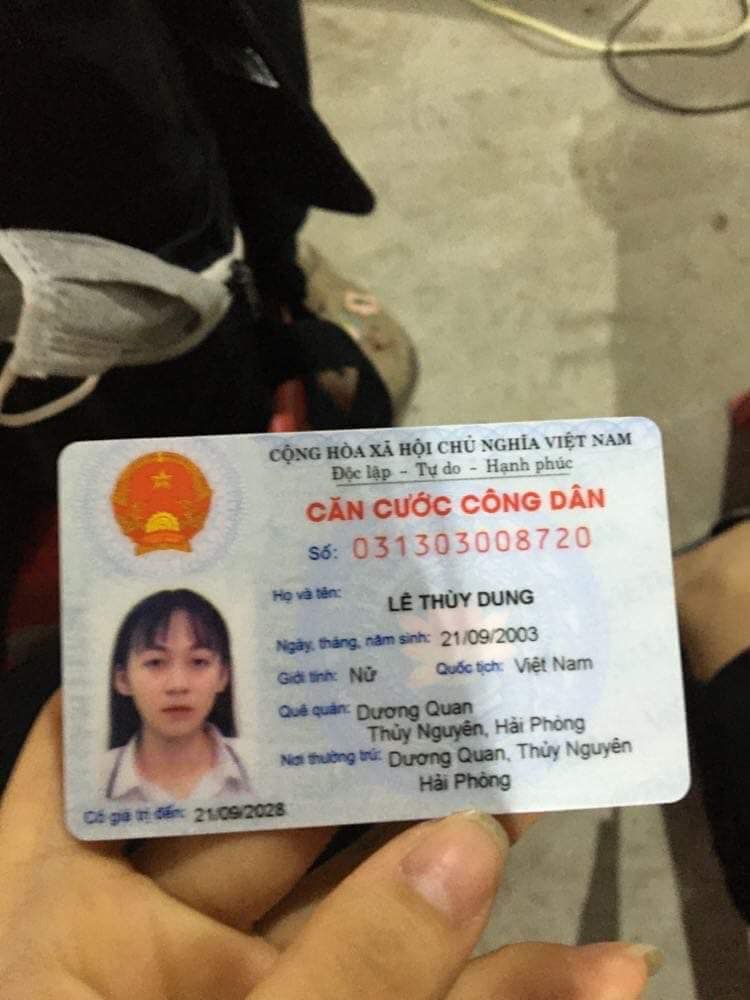 CỘNG HÒA XÃ HỘI CHỦ NGHĨA VIỆT NAM
Độc lập - Tự do - Hạnh phúc
CĂN CƯỚC CÔNG DÂN
Số: 031303008720
Họ và tên: LÊ THÙY DUNG
Ngày, tháng, năm sinh: 21/09/2003
Giới tính: Nữ Quốc tịch: Việt Nam
Quê quán: Dương Quan
Thủy Nguyên, Hải Phòng
Nơi thường trú: Dương Quan, Thủy Nguyên
Hải Phòng
Có giá trị đến: 21/09/2028